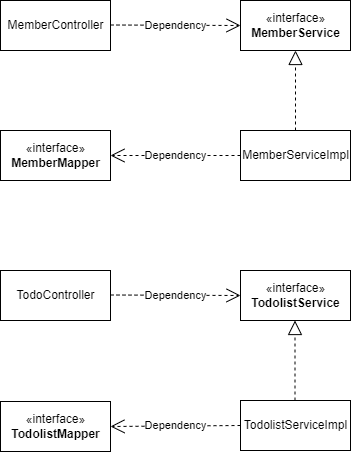 MemberController
Dependency
«interface»
MemberService
«interface»
MemberMapper
Dependency
MemberServiceImpl
TodoController
Dependency
«interface»
TodolistService
«interface»
TodolistMapper
Dependency
TodolistServiceImpl